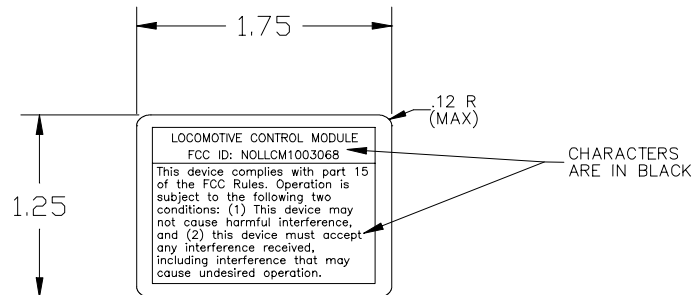 1.75
.12 R
(MAX)
LOCOMOTIVE CONTROL MODULE
FCC ID: NOLLCM1003068
CHARACTERS
ARE IN BLACK
This device complies with part 15
of the FCC Rules. Operation is
subject to the following two
conditions: (1) This device may
not cause harmful interference,
and (2) this device must accept
any interference received,
including interference that may
cause undesired operation.
1.25